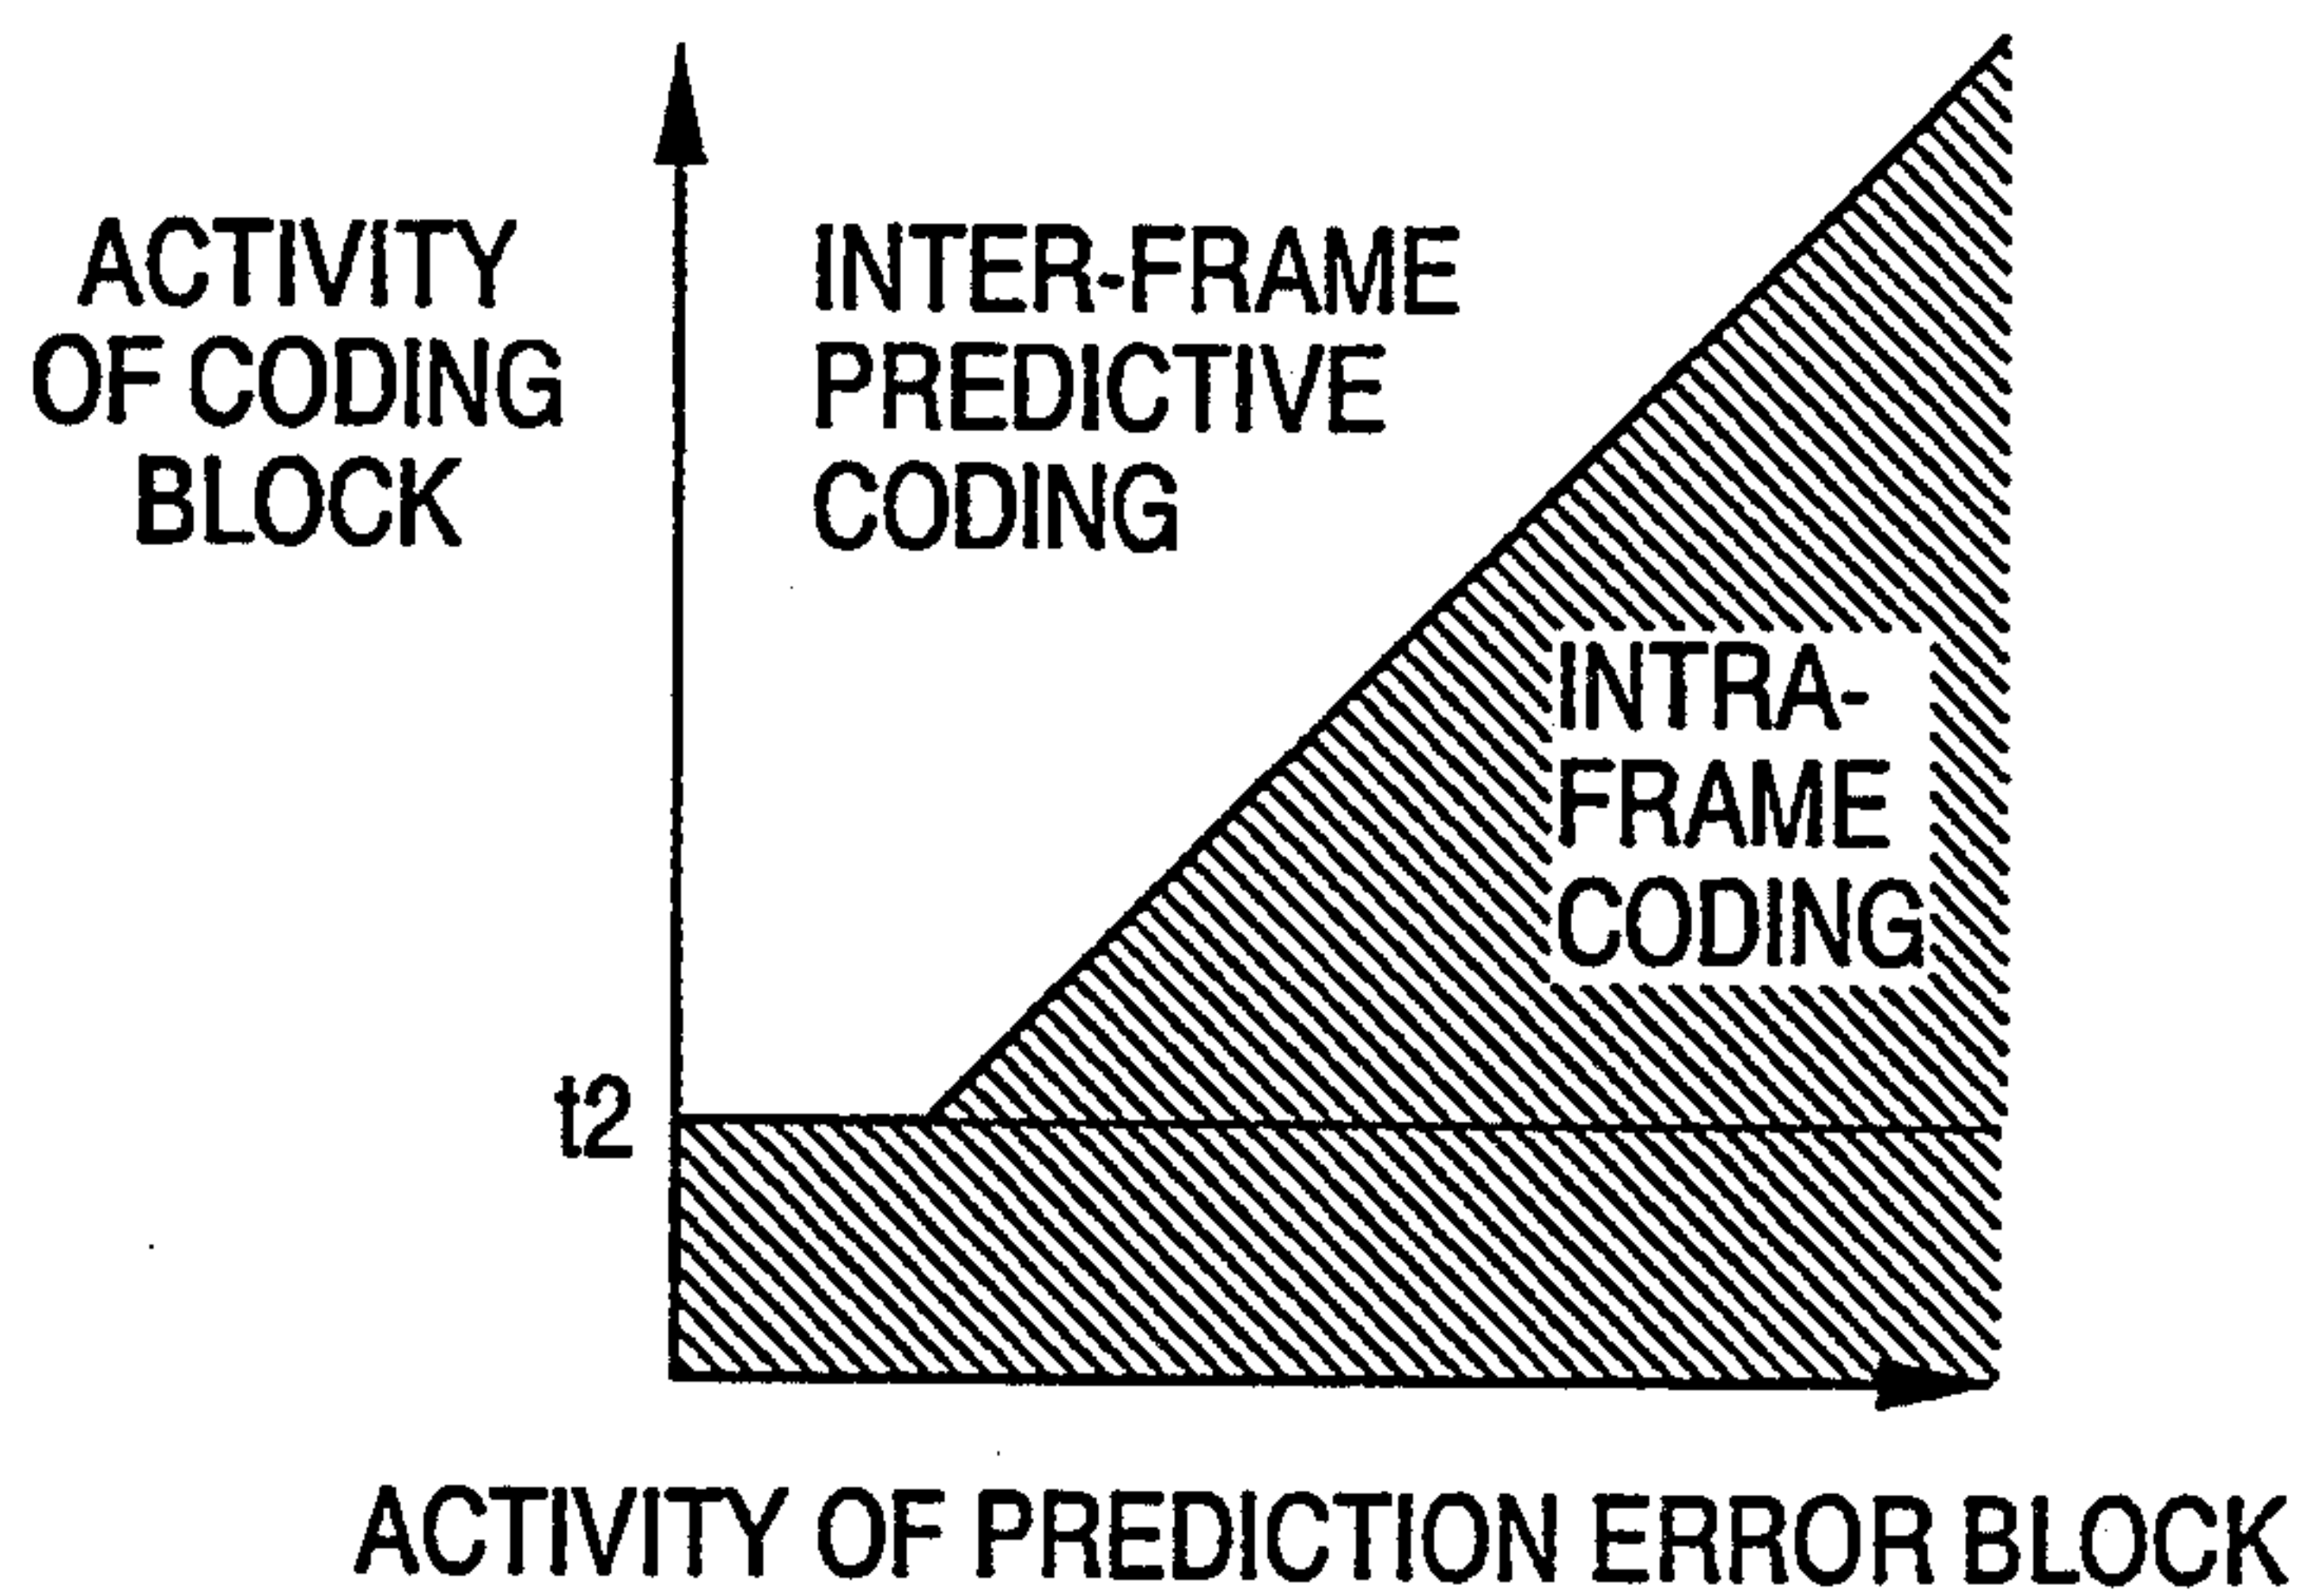 ACTIVITY
OF CODING
BLOCK
INTER-FRAME
PREDICTIVE
CODING
INTRA-
FRAME
CODING
t2
ACTIVITY OF PREDICTION ERROR BLOCK